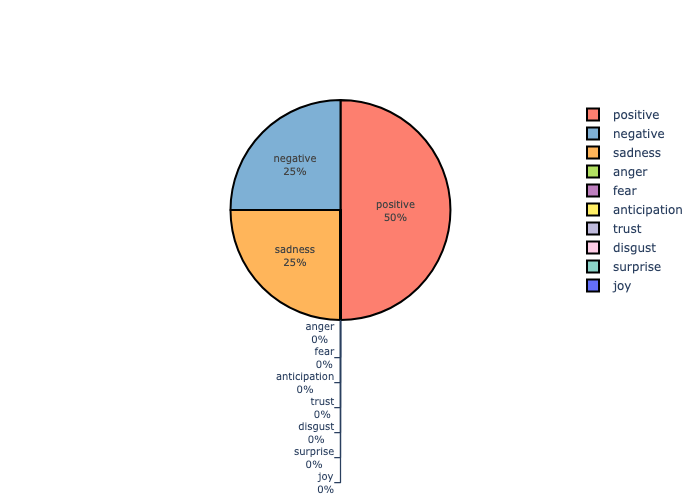 negative
25%
positive
50%
sadness
25%
anger
0%
fear
0%
anticipation
0%
trust
0%
disgust
0%
surprise
0%
joy
0%
positive
negative
sadness
anger
fear
anticipation
trust
disgust
surprise
joy